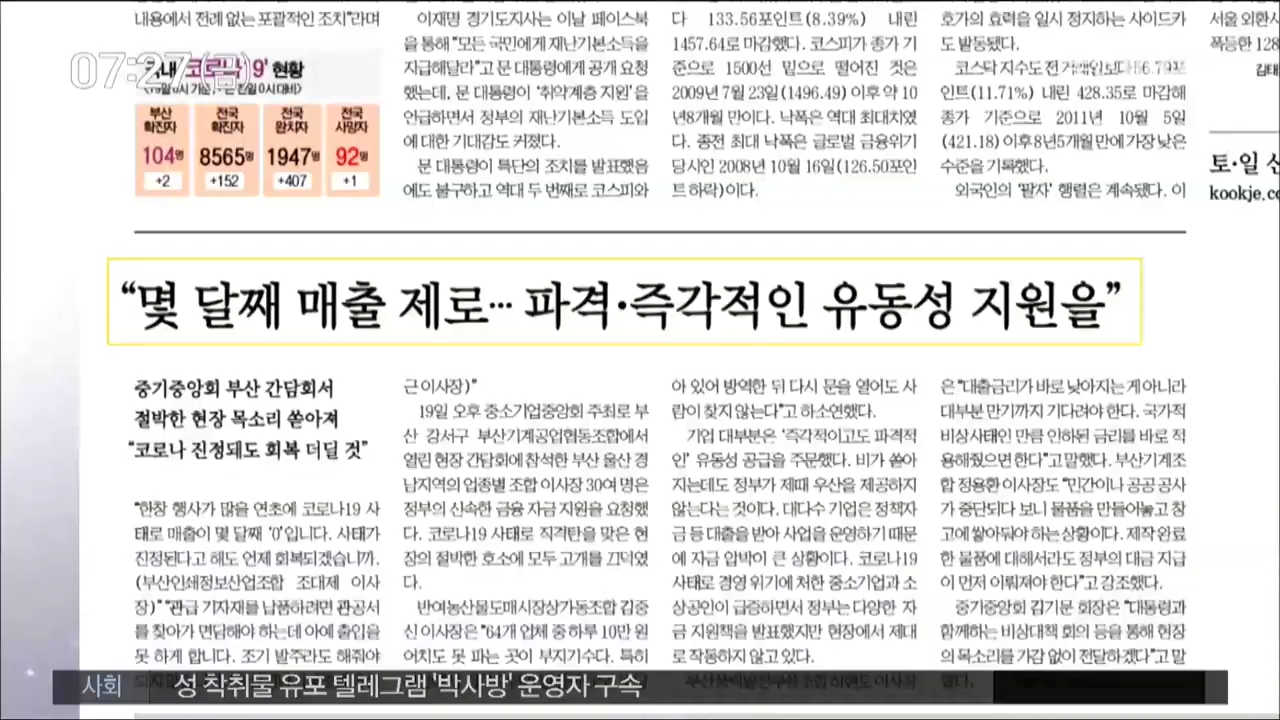 내용에서 전례 없는 포괄적인 조치"라며
07:27(금)
'코로나19' 현황
부산 확진자 전국 확진자 전국 완치자 전국 사망자
104명 8565명 1947명 92명
+2 +152 +407 +1
이재명 경기도지사는 이날 페이스북
을 통해 "모든 국민에게 재난기본소득을
지급해달라"고 문 대통령에게 공개 요청
했는데, 문 대통령이 '취약계층 지원'을
언급하면서 정부의 재난기본소득 도입
에 대한 기대감도 커졌다.
문 대통령이 특단의 조치를 발표했음
에도 불구하고 역대 두 번째로 코스피와
다 133.56포인트(8.39%) 내린
1457.64로 마감했다. 코스피가 종가 기
준으로 1500선 밑으로 떨어진 것은
2009년 7월 23일(1496.49) 이후 약 10
년8개월 만이다. 낙폭은 역대 최대치였
다. 종전 최대 낙폭은 글로벌 금융위기
당시인 2008년 10월 16일(126.50포인
트 하락)이다.
호가의 효력을 일시 정지하는 사이드카
도 발동됐다.
코스닥 지수도 전 거래일보다 56.79포
인트(11.71%) 내린 428.35로 마감해
종가 기준으로 2011년 10월 5일
(421.18) 이후 8년5개월 만에 가장 낮은
수준을 기록했다.
외국인의 '팔자' 행렬은 계속됐다. 이
서울 외환시
폭등한 128
김태
토·일 신
kookje.co
"몇 달째 매출 제로… 파격·즉각적인 유동성 지원을"
중기중앙회 부산 간담회서
절박한 현장 목소리 쏟아져
"코로나 진정돼도 회복 더딜 것"
"한창 행사가 많을 연초에 코로나19 사
태로 매출이 몇 달째 '0'입니다. 사태가
진정된다고 해도 언제 회복되겠습니까.
(부산인쇄정보산업조합 조대제 이사
장)" "관급 기자재를 납품하려면 관공서
를 찾아가 면담해야 하는데 아예 출입을
못 하게 합니다. 조기 발주라도 해줘야
근 이사장)"
19일 오후 중소기업중앙회 주최로 부
산 강서구 부산기계공업협동조합에서
열린 현장 간담회에 참석한 부산 울산 경
남지역의 업종별 조합 이사장 30여 명은
정부의 신속한 금융 자금 지원을 요청했
다. 코로나19 사태로 직격탄을 맞은 현
장의 절박한 호소에 모두 고개를 끄덕였
다.
반여농산물도매시장상가동조합 김종
신 이사장은 "64개 업체 중 하루 10만 원
어치도 못 파는 곳이 부지기수다. 특히
아 있어 방역한 뒤 다시 문을 열어도 사
람이 찾지 않는다"고 하소연했다.
기업 대부분은 '즉각적이고도 파격적
인' 유동성 공급을 주문했다. 비가 쏟아
지는데도 정부가 제때 우산을 제공하지
않는다는 것이다. 대다수 기업은 정책자
금 등 대출을 받아 사업을 운영하기 때문
에 자금 압박이 큰 상황이다. 코로나19
사태로 경영 위기에 처한 중소기업과 소
상공인이 급증하면서 정부는 다양한 자
금 지원책을 발표했지만 현장에서 제대
로 작동하지 않고 있다.
은 "대출금리가 바로 낮아지는 게 아니라
대부분 만기까지 기다려야 한다. 국가적
비상사태인 만큼 인하된 금리를 바로 적
용해줬으면 한다"고 말했다. 부산기계조
합 정용환 이사장도 "민간이나 공공 공사
가 중단되다 보니 물품을 만들어놓고 창
고에 쌓아둬야 하는 상황이다. 제작 완료
한 물품에 대해서라도 정부의 대금 지급
이 먼저 이뤄져야 한다"고 강조했다.
중기중앙회 김기문 회장은 "대통령과
함께하는 비상대책 회의 등을 통해 현장
의 목소리를 가감 없이 전달하겠다"고 말
사회 성 착취물 유포 텔레그램 '박사방' 운영자 구속